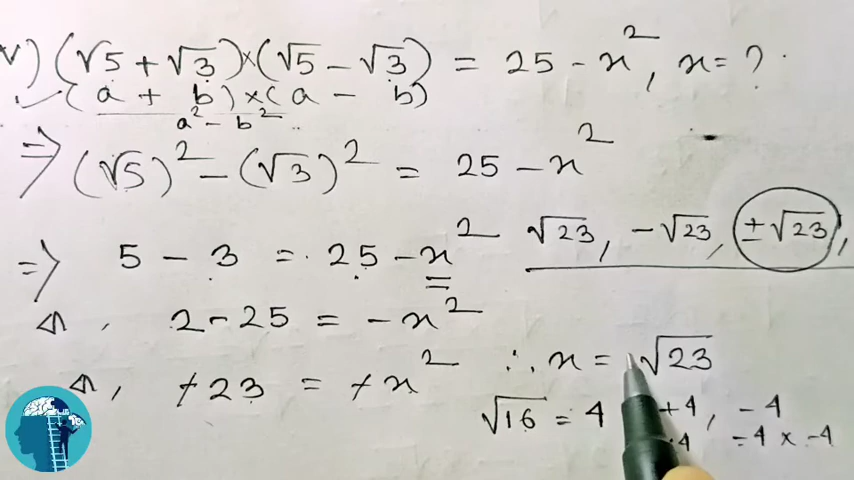 v) (√5 + √3)×(√5 − √3) = 25 − x², x = ?
(a + b)×(a − b)
a² − b²
⇒ (√5)² − (√3)² = 25 − x²
⇒ 5 − 3 = 25 − x²
√23, −√23, ±√23,
বা, 2 − 25 = −x²
বা, −23 = −x²
∴ x = √23
√16 = 4 +4, −4
−4 × −4